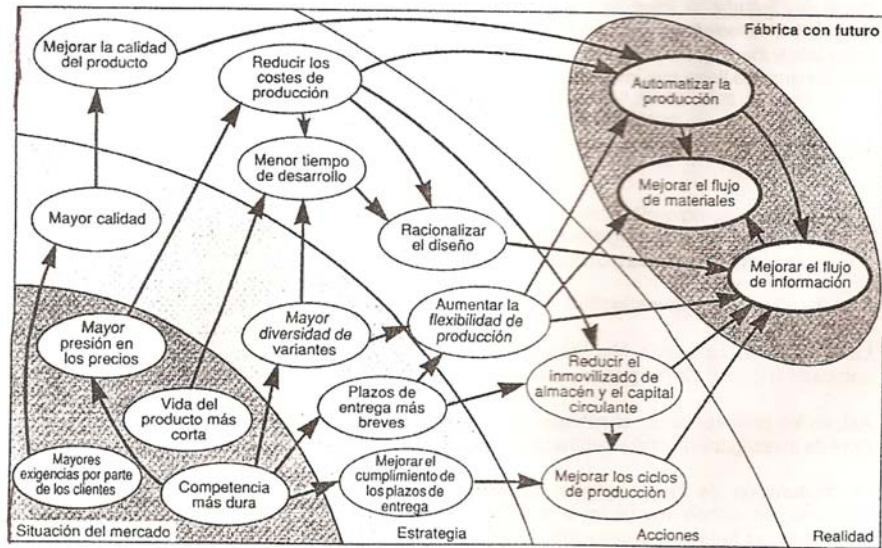 Fábrica con futuro
Mejorar la calidad
del producto
Reducir los
costes de
producción
Automatizar la
producción
Menor tiempo
de desarrollo
Mejorar el flujo
de materiales
Mayor calidad
Racionalizar
el diseño
Mejorar el flujo
de información
Mayor
presión en
los precios
Mayor
diversidad de
variantes
Aumentar la
flexibilidad de
producción
Vida del
producto más
corta
Plazos de
entrega más
breves
Reducir el
inmovilizado de
almacén y el capital
circulante
Mayores
exigencias por parte
de los clientes
Competencia
más dura
Mejorar el
cumplimiento de
los plazos de
entrega
Mejorar los ciclos
de producción
Situación del mercado
Estrategia
Acciones
Realidad